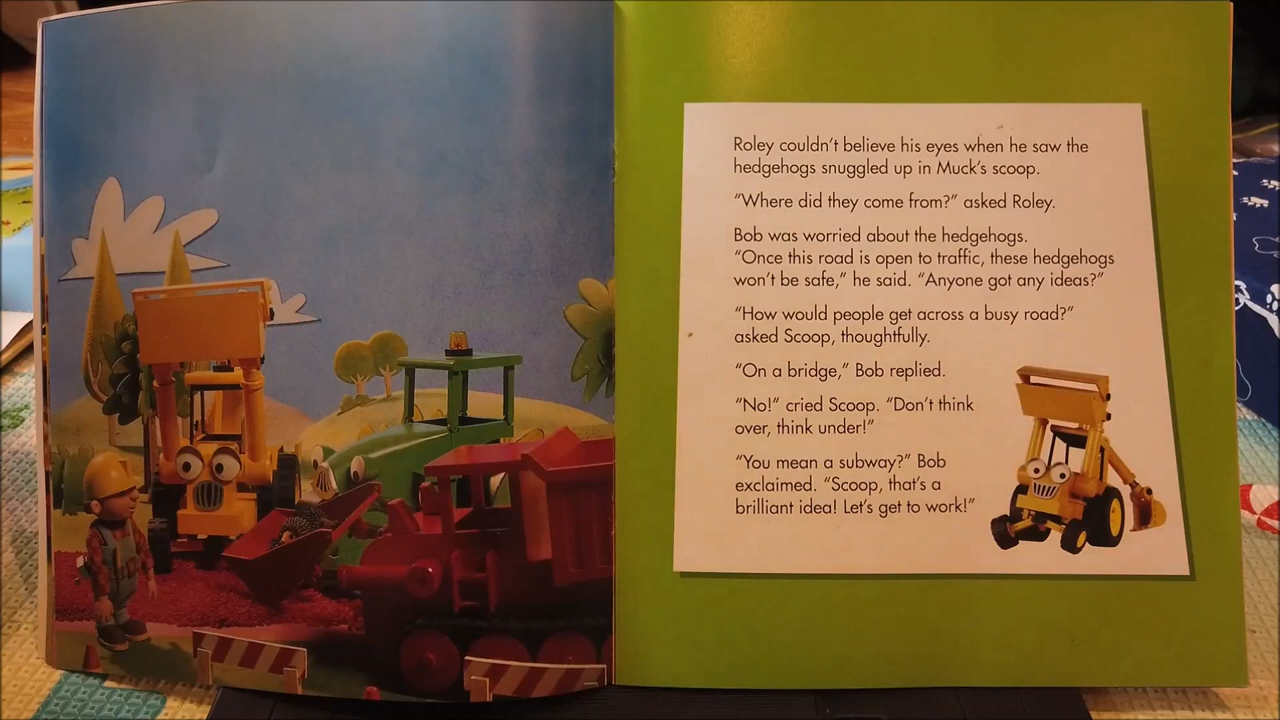 Roley couldn't believe his eyes when he saw the
hedgehogs snuggled up in Muck's scoop.
"Where did they come from?" asked Roley.
Bob was worried about the hedgehogs.
"Once this road is open to traffic, these hedgehogs
won't be safe," he said. "Anyone got any ideas?"
"How would people get across a busy road?"
asked Scoop, thoughtfully.
"On a bridge," Bob replied.
"No!" cried Scoop. "Don't think
over, think under!"
"You mean a subway?" Bob
exclaimed. "Scoop, that's a
brilliant idea! Let's get to work!"